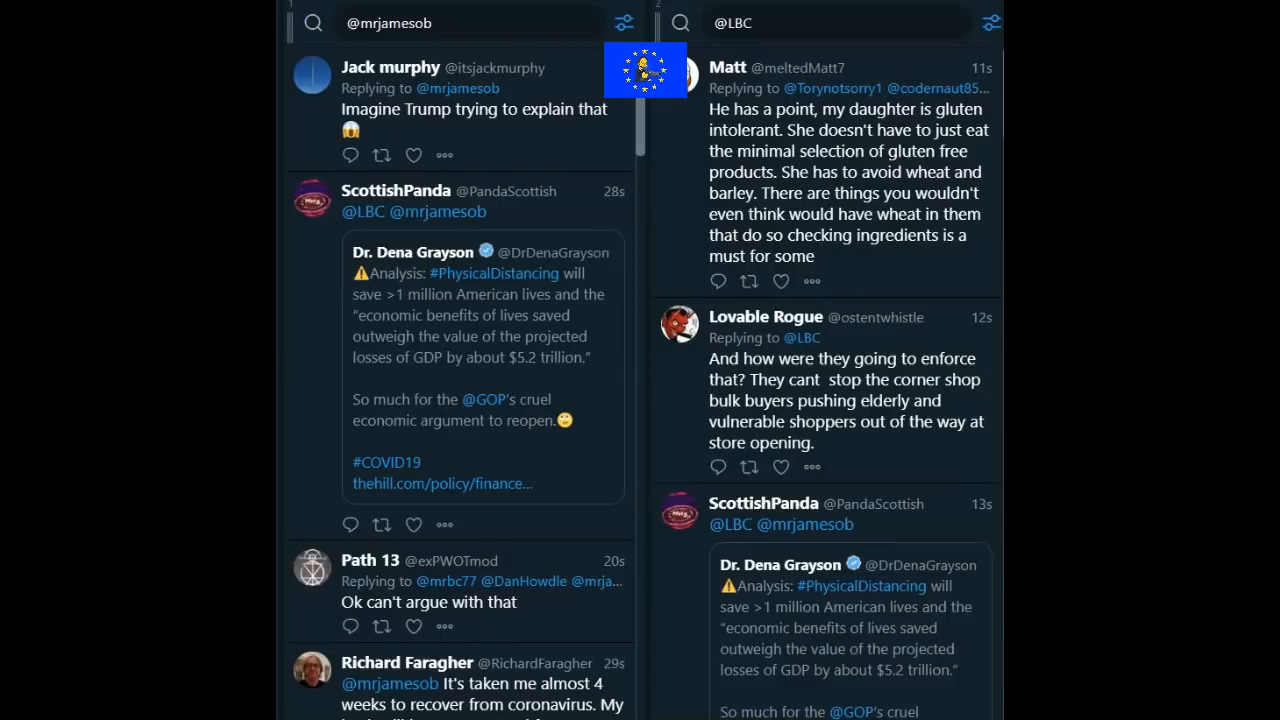 1
@mrjamesob
Jack murphy @itsjackmurphy
Replying to @mrjamesob
Imagine Trump trying to explain that
😱
ScottishPanda @PandaScottish 28s
@LBC @mrjamesob
Dr. Dena Grayson @DrDenaGrayson
⚠️Analysis: #PhysicalDistancing will
save >1 million American lives and the
“economic benefits of lives saved
outweigh the value of the projected
losses of GDP by about $5.2 trillion.”
So much for the @GOP's cruel
economic argument to reopen.🙄
#COVID19
thehill.com/policy/finance...
Path 13 @exPWOTmod 20s
Replying to @mrbc77 @DanHowdle @mrja...
Ok can't argue with that
Richard Faragher @RichardFaragher 29s
@mrjamesob It's taken me almost 4
weeks to recover from coronavirus. My
2
@LBC
Matt @meltedMatt7 11s
Replying to @Torynotsorry1 @codernaut85...
He has a point, my daughter is gluten
intolerant. She doesn't have to just eat
the minimal selection of gluten free
products. She has to avoid wheat and
barley. There are things you wouldn't
even think would have wheat in them
that do so checking ingredients is a
must for some
Lovable Rogue @ostentwhistle 12s
Replying to @LBC
And how were they going to enforce
that? They cant  stop the corner shop
bulk buyers pushing elderly and
vulnerable shoppers out of the way at
store opening.
ScottishPanda @PandaScottish 13s
@LBC @mrjamesob
Dr. Dena Grayson @DrDenaGrayson
⚠️Analysis: #PhysicalDistancing will
save >1 million American lives and the
“economic benefits of lives saved
outweigh the value of the projected
losses of GDP by about $5.2 trillion.”
So much for the @GOP's cruel